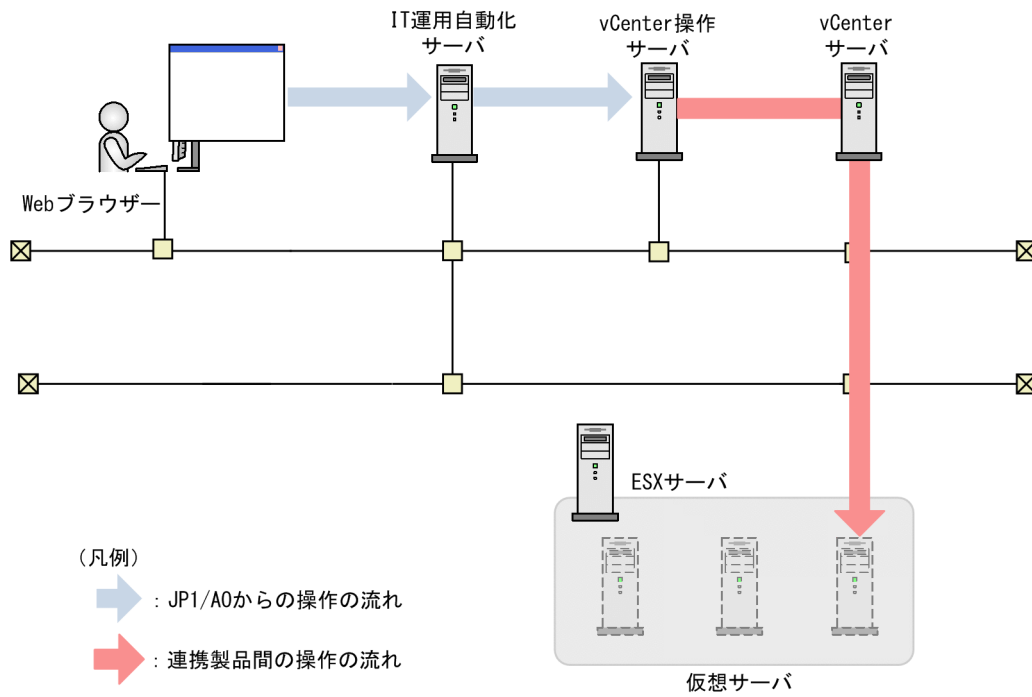 IT運用自動化
サーバ
vCenter操作
サーバ
vCenter
サーバ
Webブラウザー
ESXサーバ
(凡例)
：JP1/AOからの操作の流れ
：連携製品間の操作の流れ
仮想サーバ